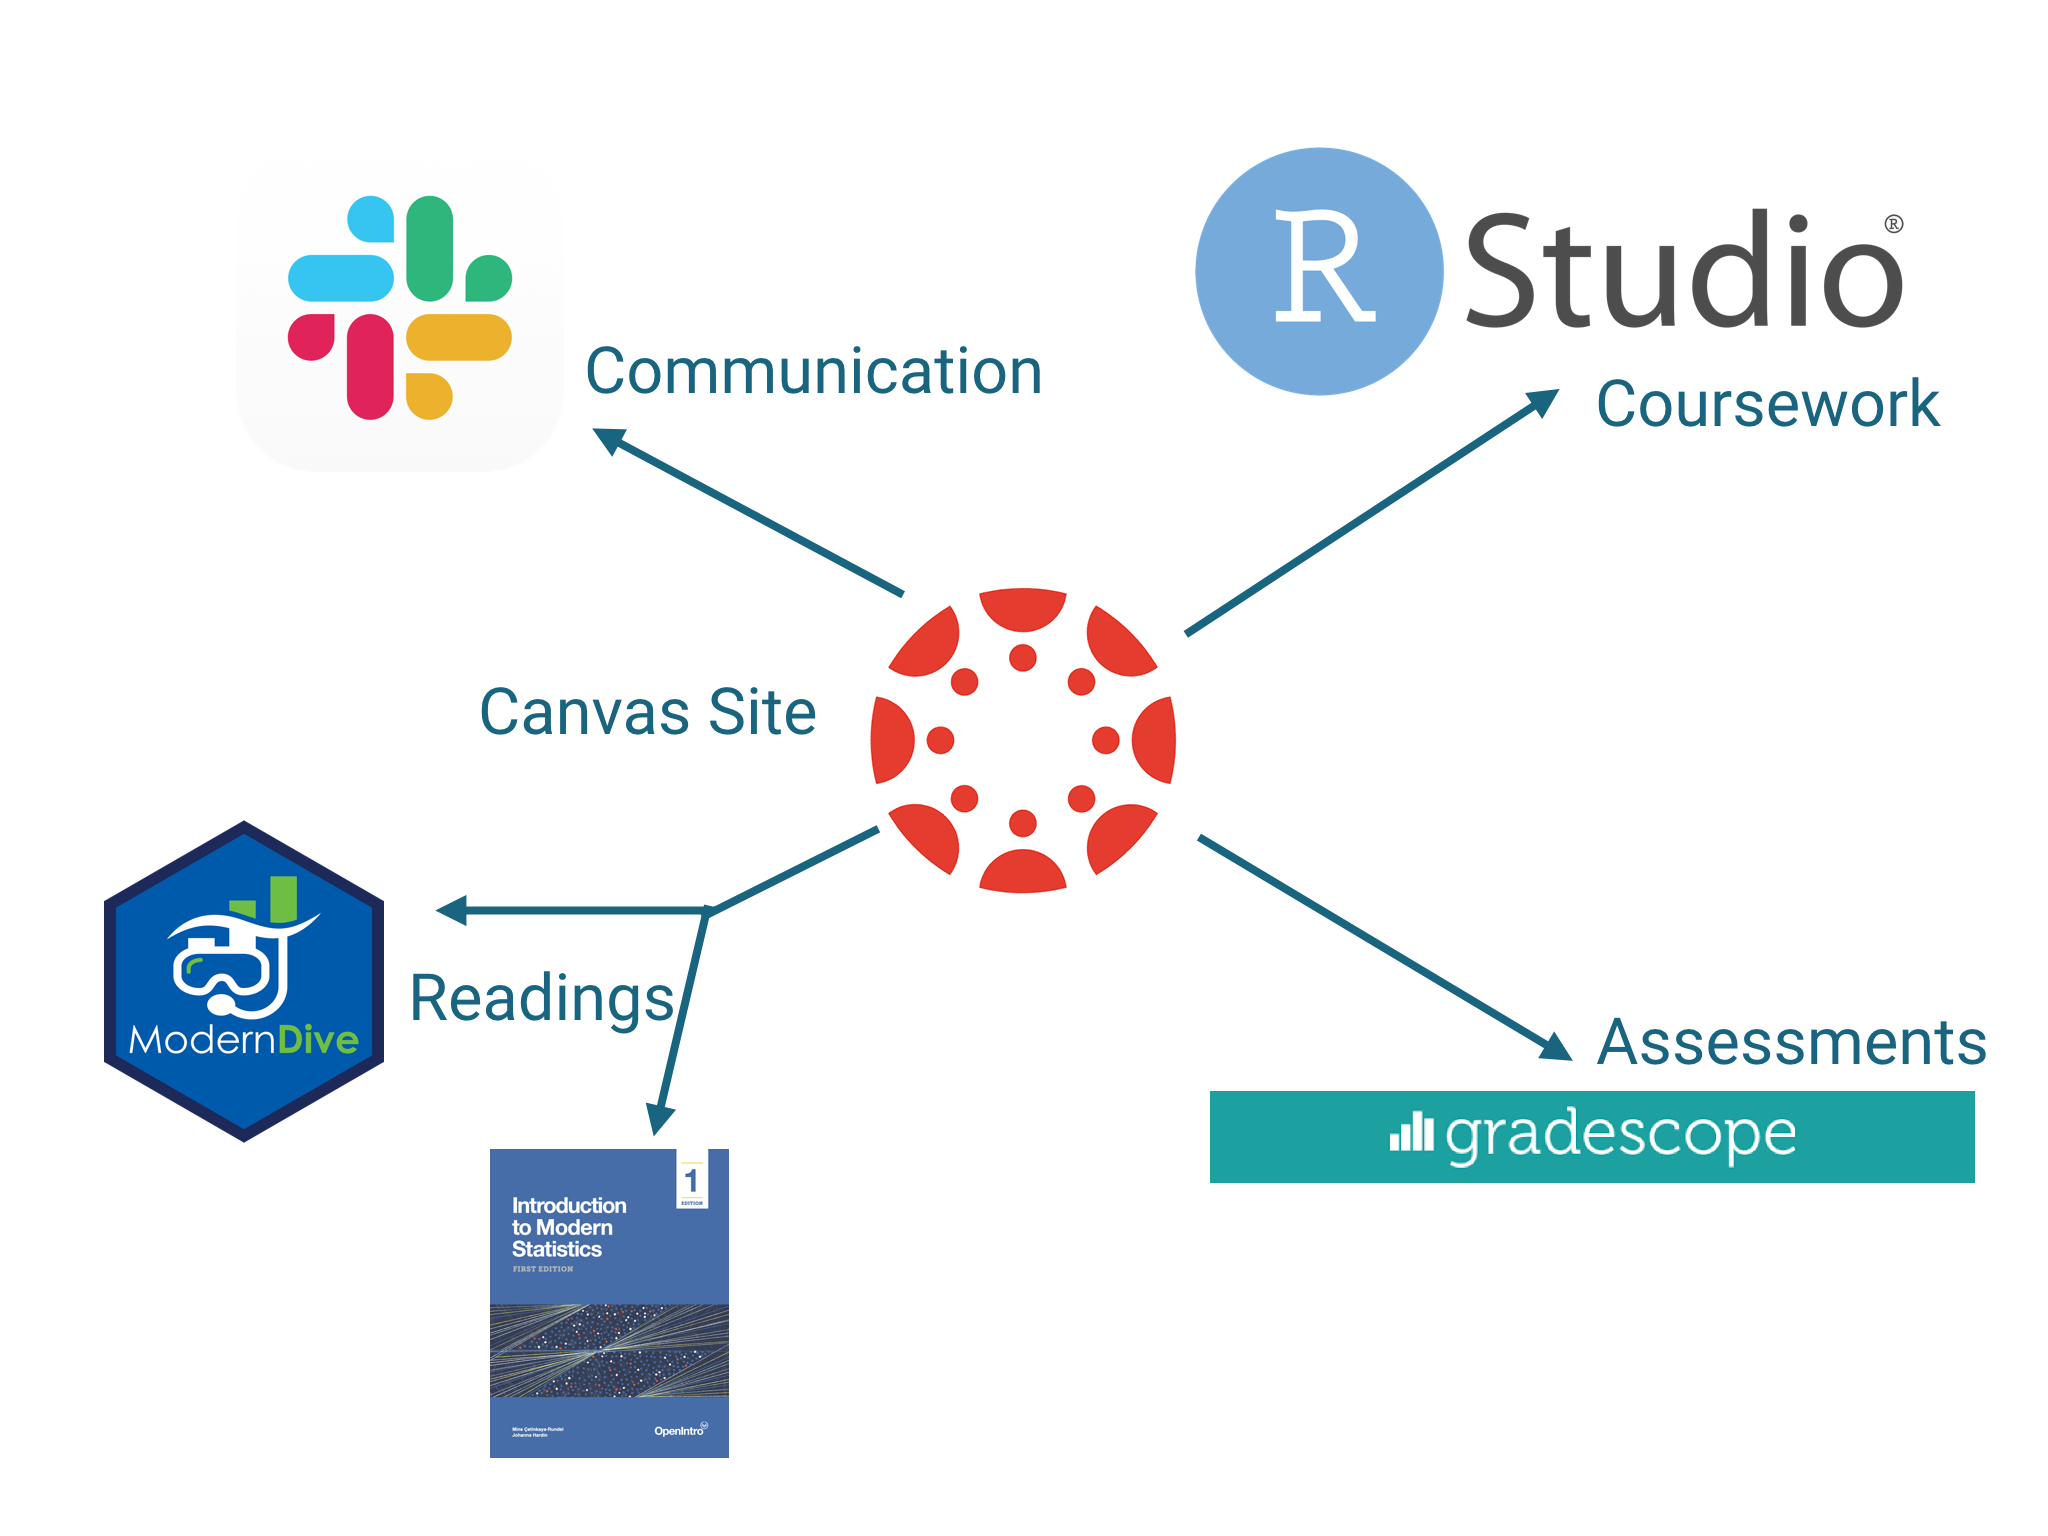 R Studio®
Communication
Coursework
Canvas Site
Readings
ModernDive
Assessments
gradescope
1
EDITION
Introduction
to Modern
Statistics
FIRST EDITION
Mine Çetinkaya-Rundel
Johanna Hardin
OpenIntro